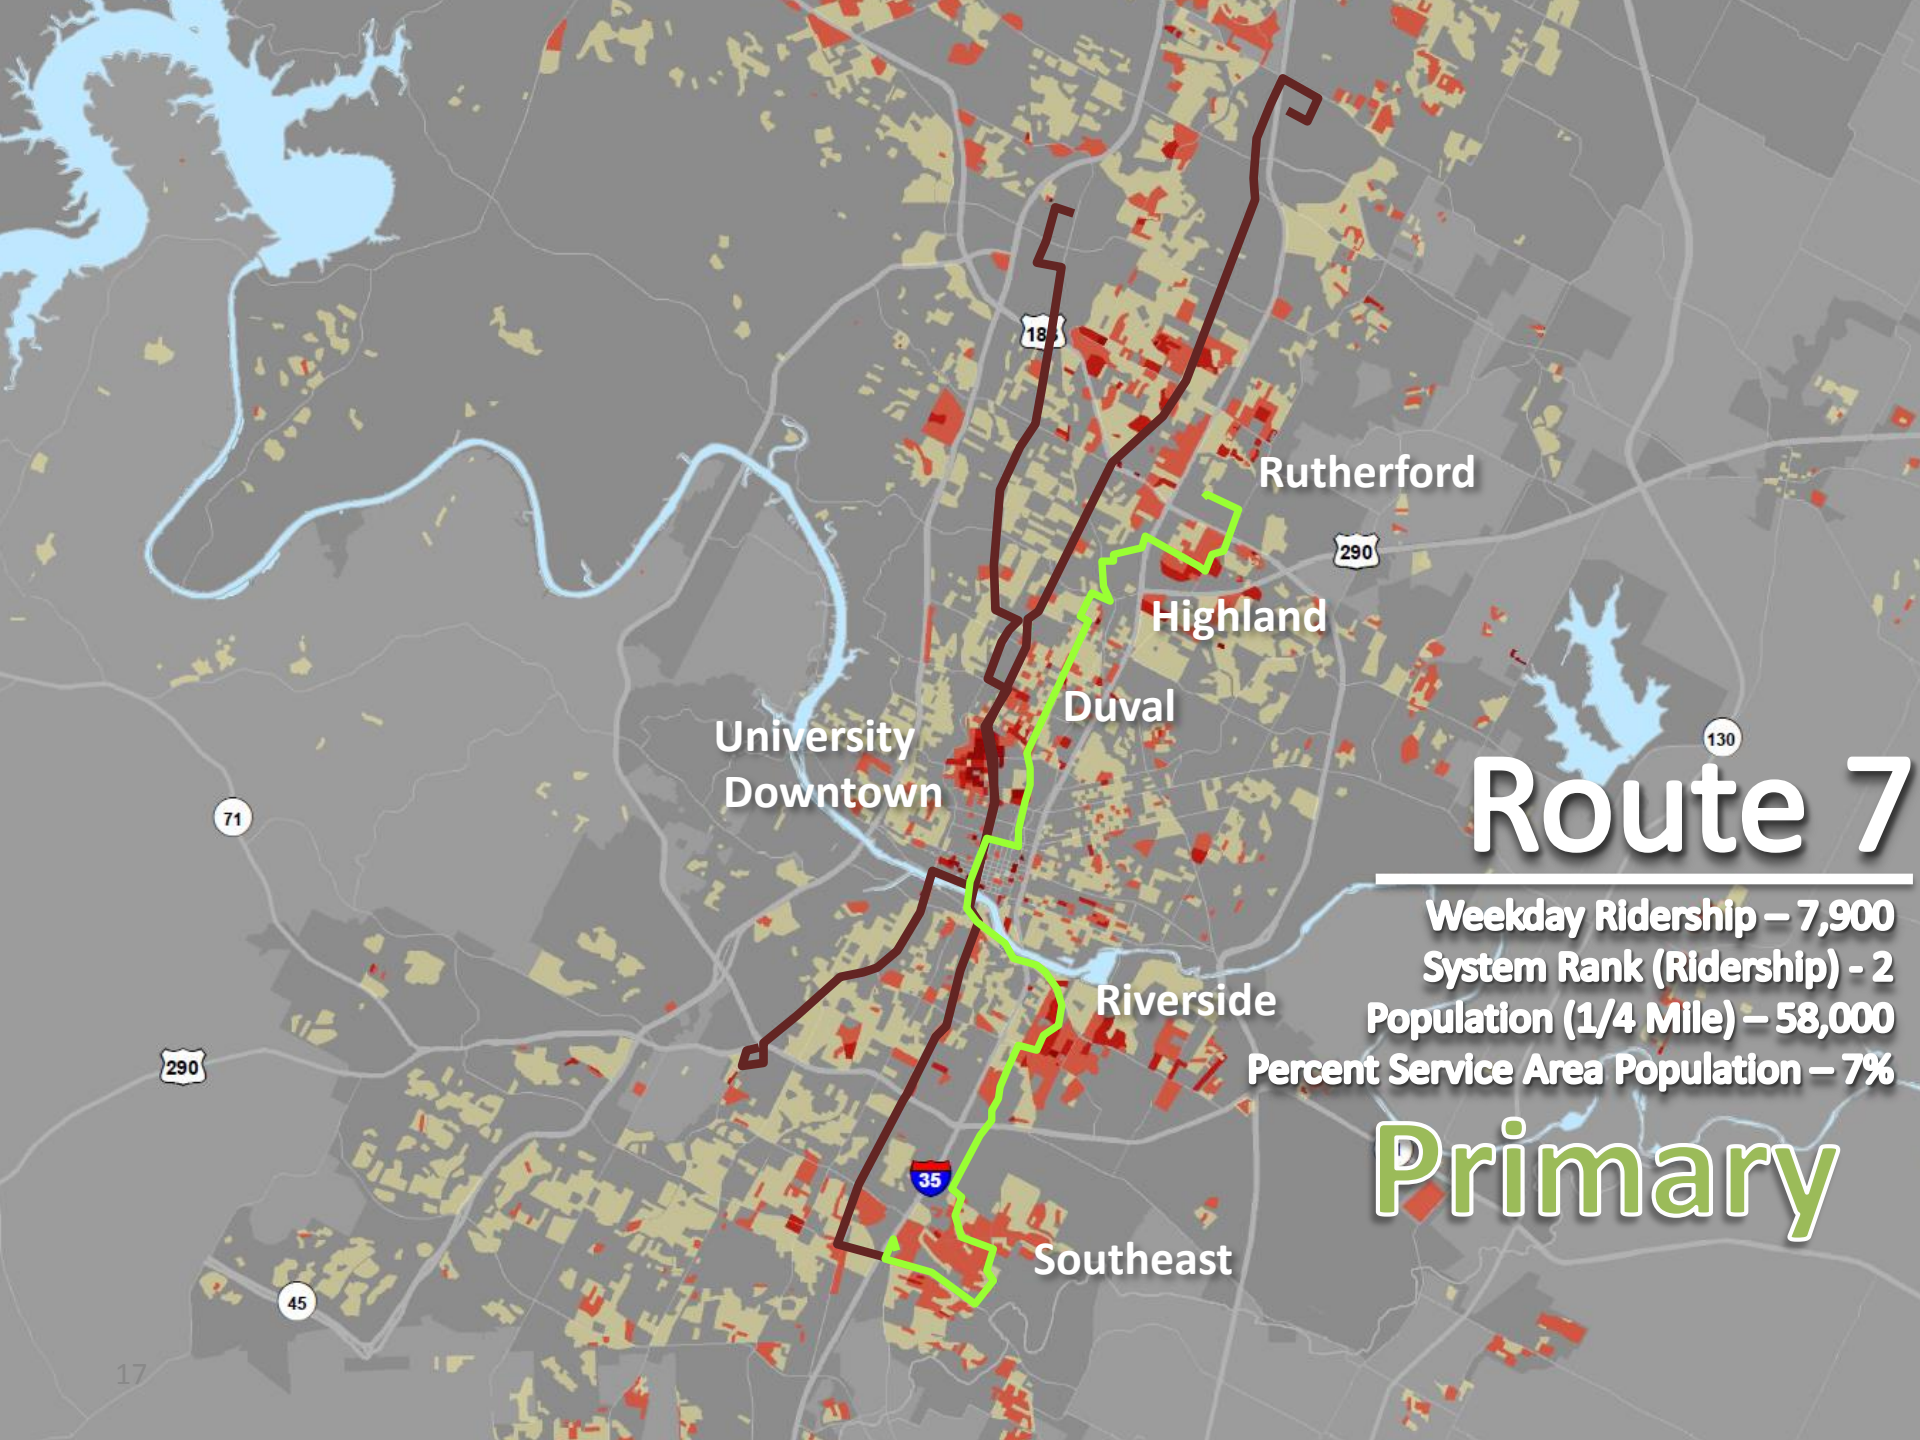 183
Rutherford
290
Highland
Duval
University
Downtown
130
Route 7
71
Weekday Ridership – 7,900
System Rank (Ridership) - 2
Riverside
Population (1/4 Mile) – 58,000
290
Percent Service Area Population – 7%
Primary
35
Southeast
45
17